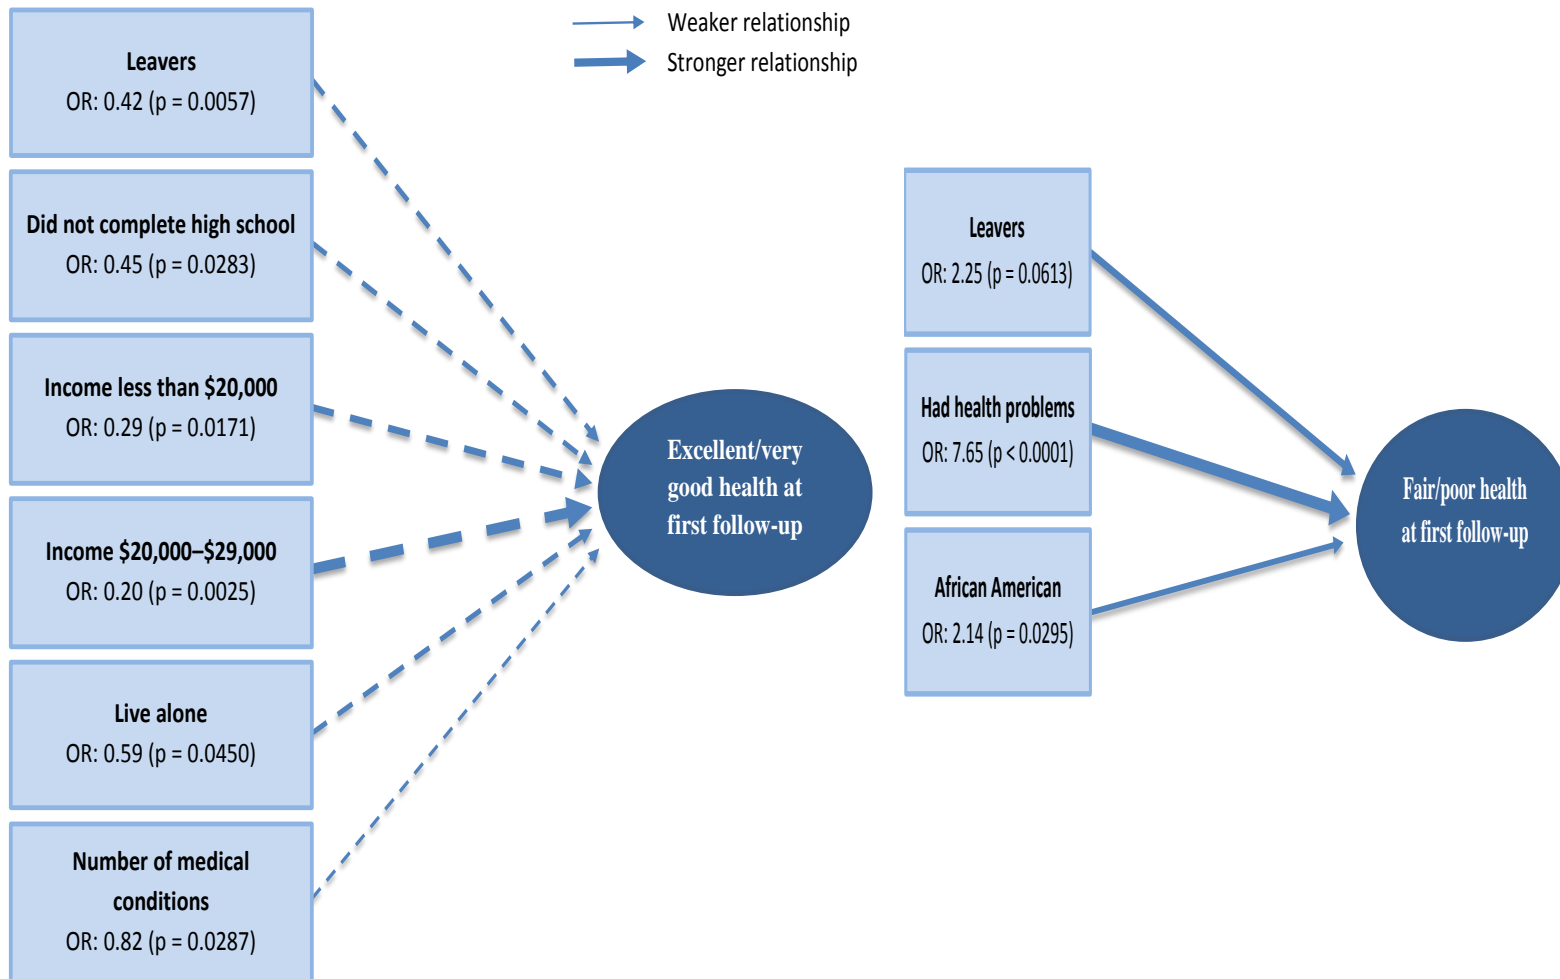 Weaker relationship
Stronger relationship
Leavers
OR: 0.42 (p = 0.0057)
Did not complete high school
OR: 0.45 (p = 0.0283)
Income less than $20,000
OR: 0.29 (p = 0.0171)
Income $20,000–$29,000
OR: 0.20 (p = 0.0025)
Live alone
OR: 0.59 (p = 0.0450)
Number of medical
conditions
OR: 0.82 (p = 0.0287)
Excellent/very
good health at
first follow-up
Leavers
OR: 2.25 (p = 0.0613)
Had health problems
OR: 7.65 (p < 0.0001)
African American
OR: 2.14 (p = 0.0295)
Fair/poor health
at first follow-up